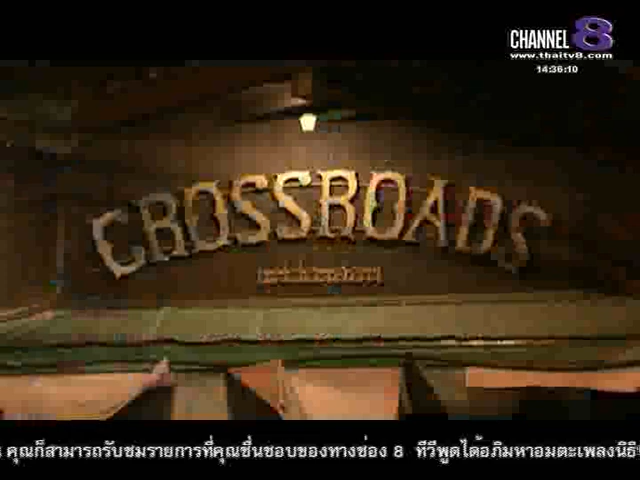 CHANNEL 8
www.thaitv8.com
14:36:10
CROSSROADS
คุณก็สามารถรับชมรายการที่คุณชื่นชอบของทางช่อง 8 ทีวีพูดได้อภิมหาอมตะเพลงนิธิ